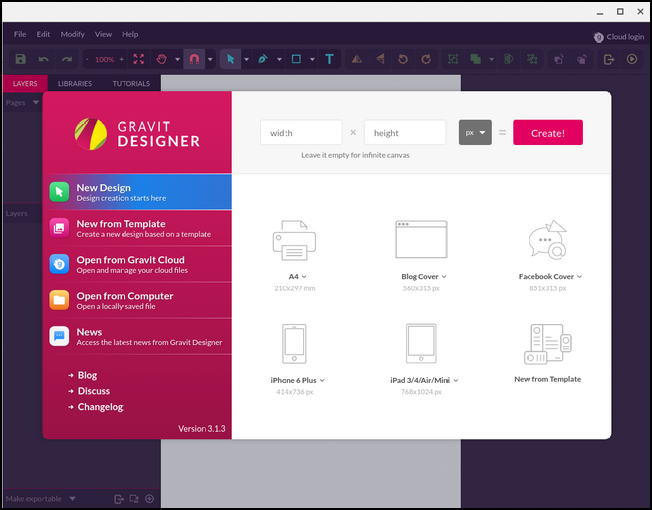 File Edit Modify View Help
Cloud login
- 100% +
LAYERS LIBRARIES TUTORIALS
Pages
Layers
Make exportable
GRAVIT
DESIGNER
New Design
Design creation starts here
New from Template
Create a new design based on a template
Open from Gravit Cloud
Open and manage your cloud files
Open from Computer
Open a locally-saved file
News
Access the latest news from Gravit Designer
→ Blog
→ Discuss
→ Changelog
Version 3.1.3
width × height px = Create!
Leave it empty for infinite canvas
A4
210x297 mm
Blog Cover
560x315 px
Facebook Cover
851x315 px
iPhone 6 Plus
414x736 px
iPad 3/4/Air/Mini
768x1024 px
New from Template